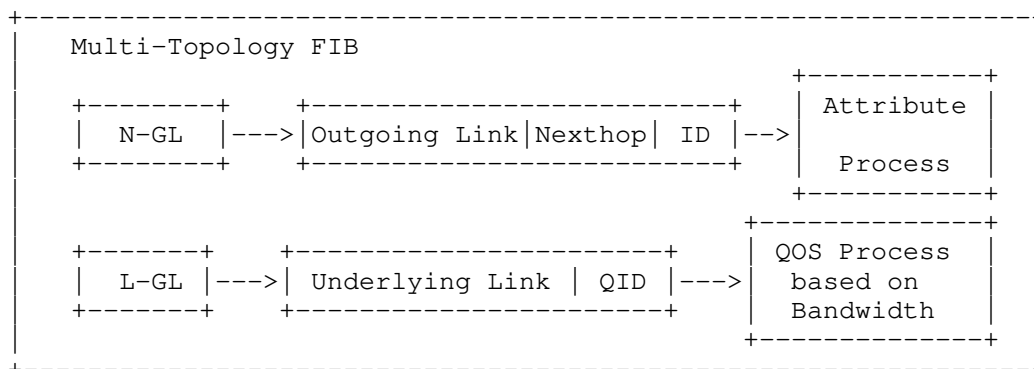 Multi-Topology FIB
Attribute
N-GL Outgoing Link Nexthop ID
Process
QOS Process
L-GL Underlying Link QID based on
Bandwidth